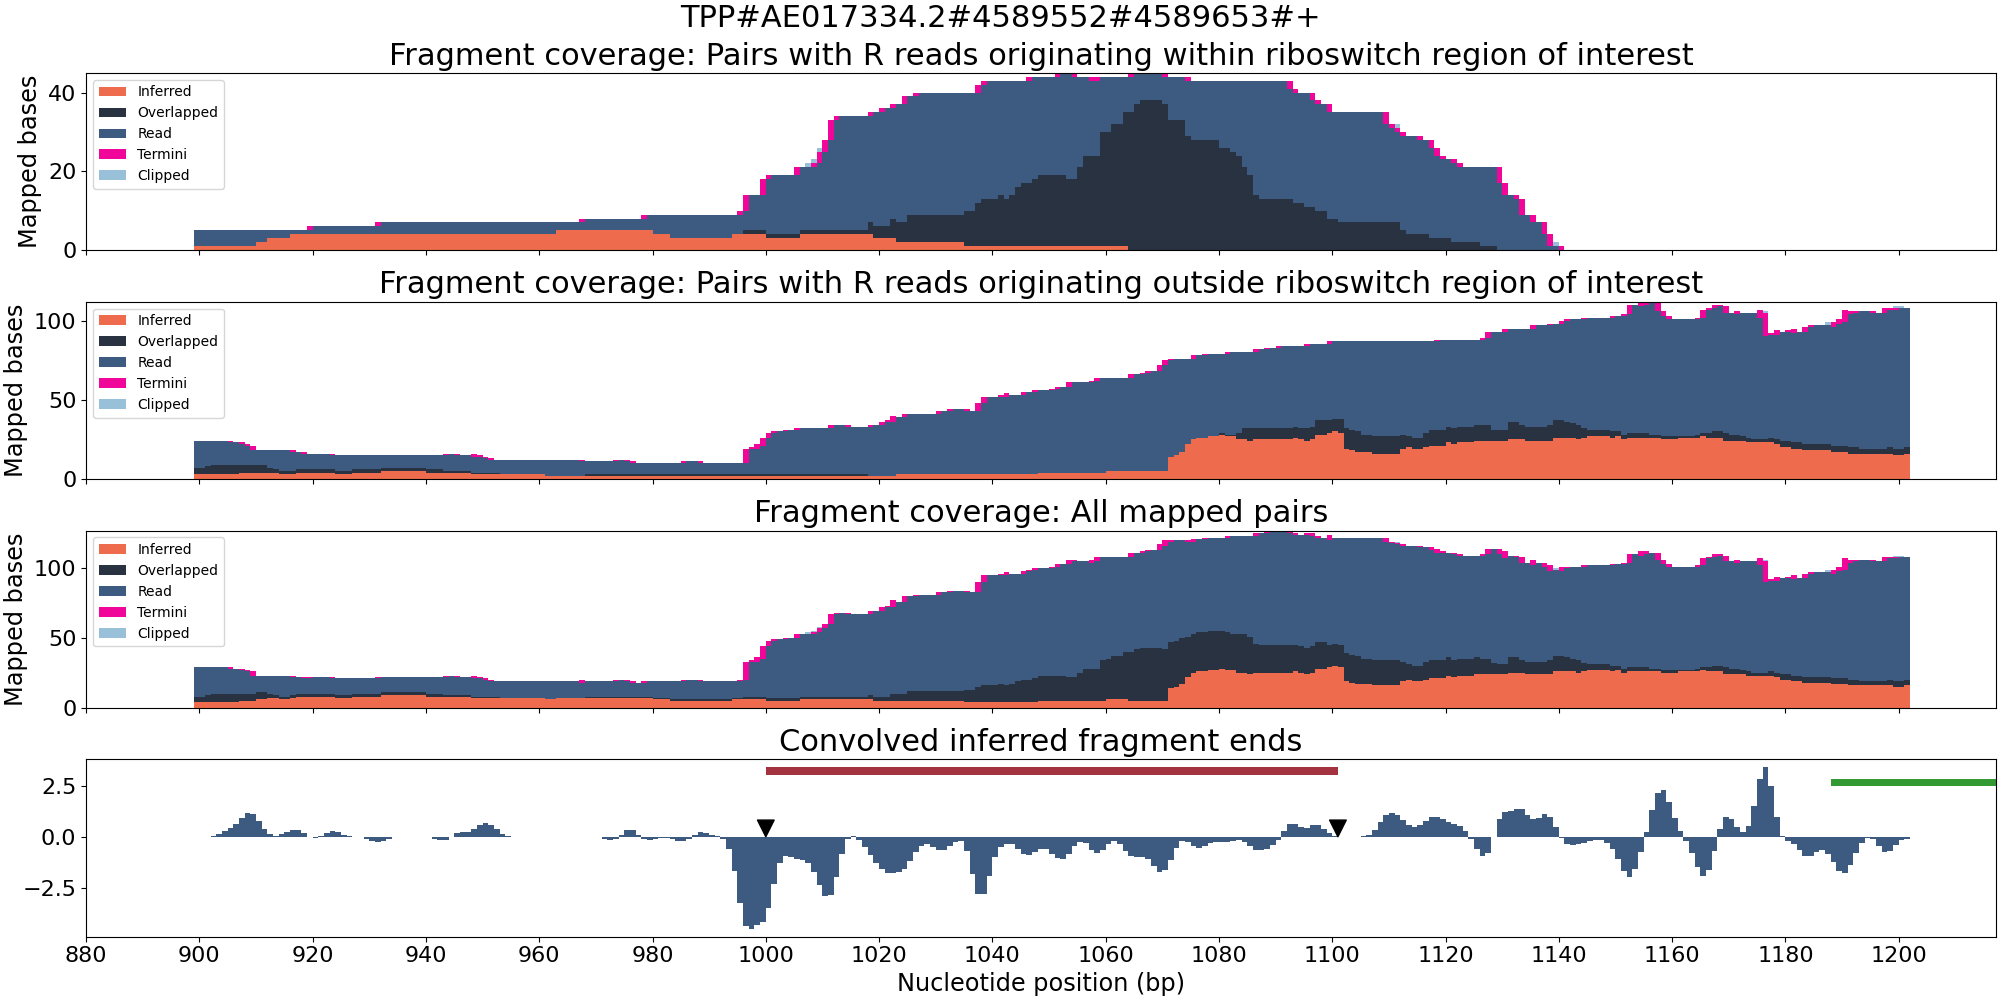 TPP#AE017334.2#4589552#4589653#+
Fragment coverage: Pairs with R reads originating within riboswitch region of interest
Mapped bases
40
20
0
Inferred
Overlapped
Read
Termini
Clipped
Fragment coverage: Pairs with R reads originating outside riboswitch region of interest
Mapped bases
100
50
0
Inferred
Overlapped
Read
Termini
Clipped
Fragment coverage: All mapped pairs
Mapped bases
100
50
0
Inferred
Overlapped
Read
Termini
Clipped
Convolved inferred fragment ends
2.5
0.0
−2.5
880 900 920 940 960 980 1000 1020 1040 1060 1080 1100 1120 1140 1160 1180 1200
Nucleotide position (bp)